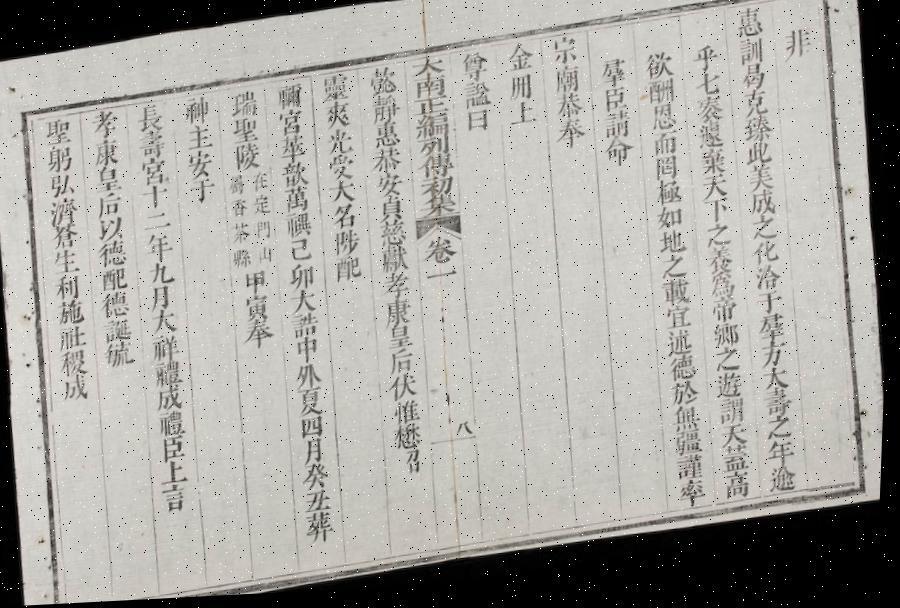 非
惠訓曷克臻此美成之化洽于羣方大壽之年逾
乎七袠遐棄天下之養爲帝鄉之遊謂天蓋高
欲酬恩而罔極如地之載宜述德於無疆謹率
羣臣請命
宗廟恭奉
金冊上
尊謚曰
大南正編列傳初集 卷一 八
懿靜惠恭安貞慈獻孝康皇后伏惟懋昭
靈爽光受大名陟配
禰宮華歆萬禩己卯大誥中外夏四月癸丑葬
瑞聖陵在定門山香茶縣甲寅奉
神主安于
長壽宮十二年九月大祥禮成禮臣上言
孝康皇后以德配德誕毓
聖躬弘濟蒼生利施社稷成